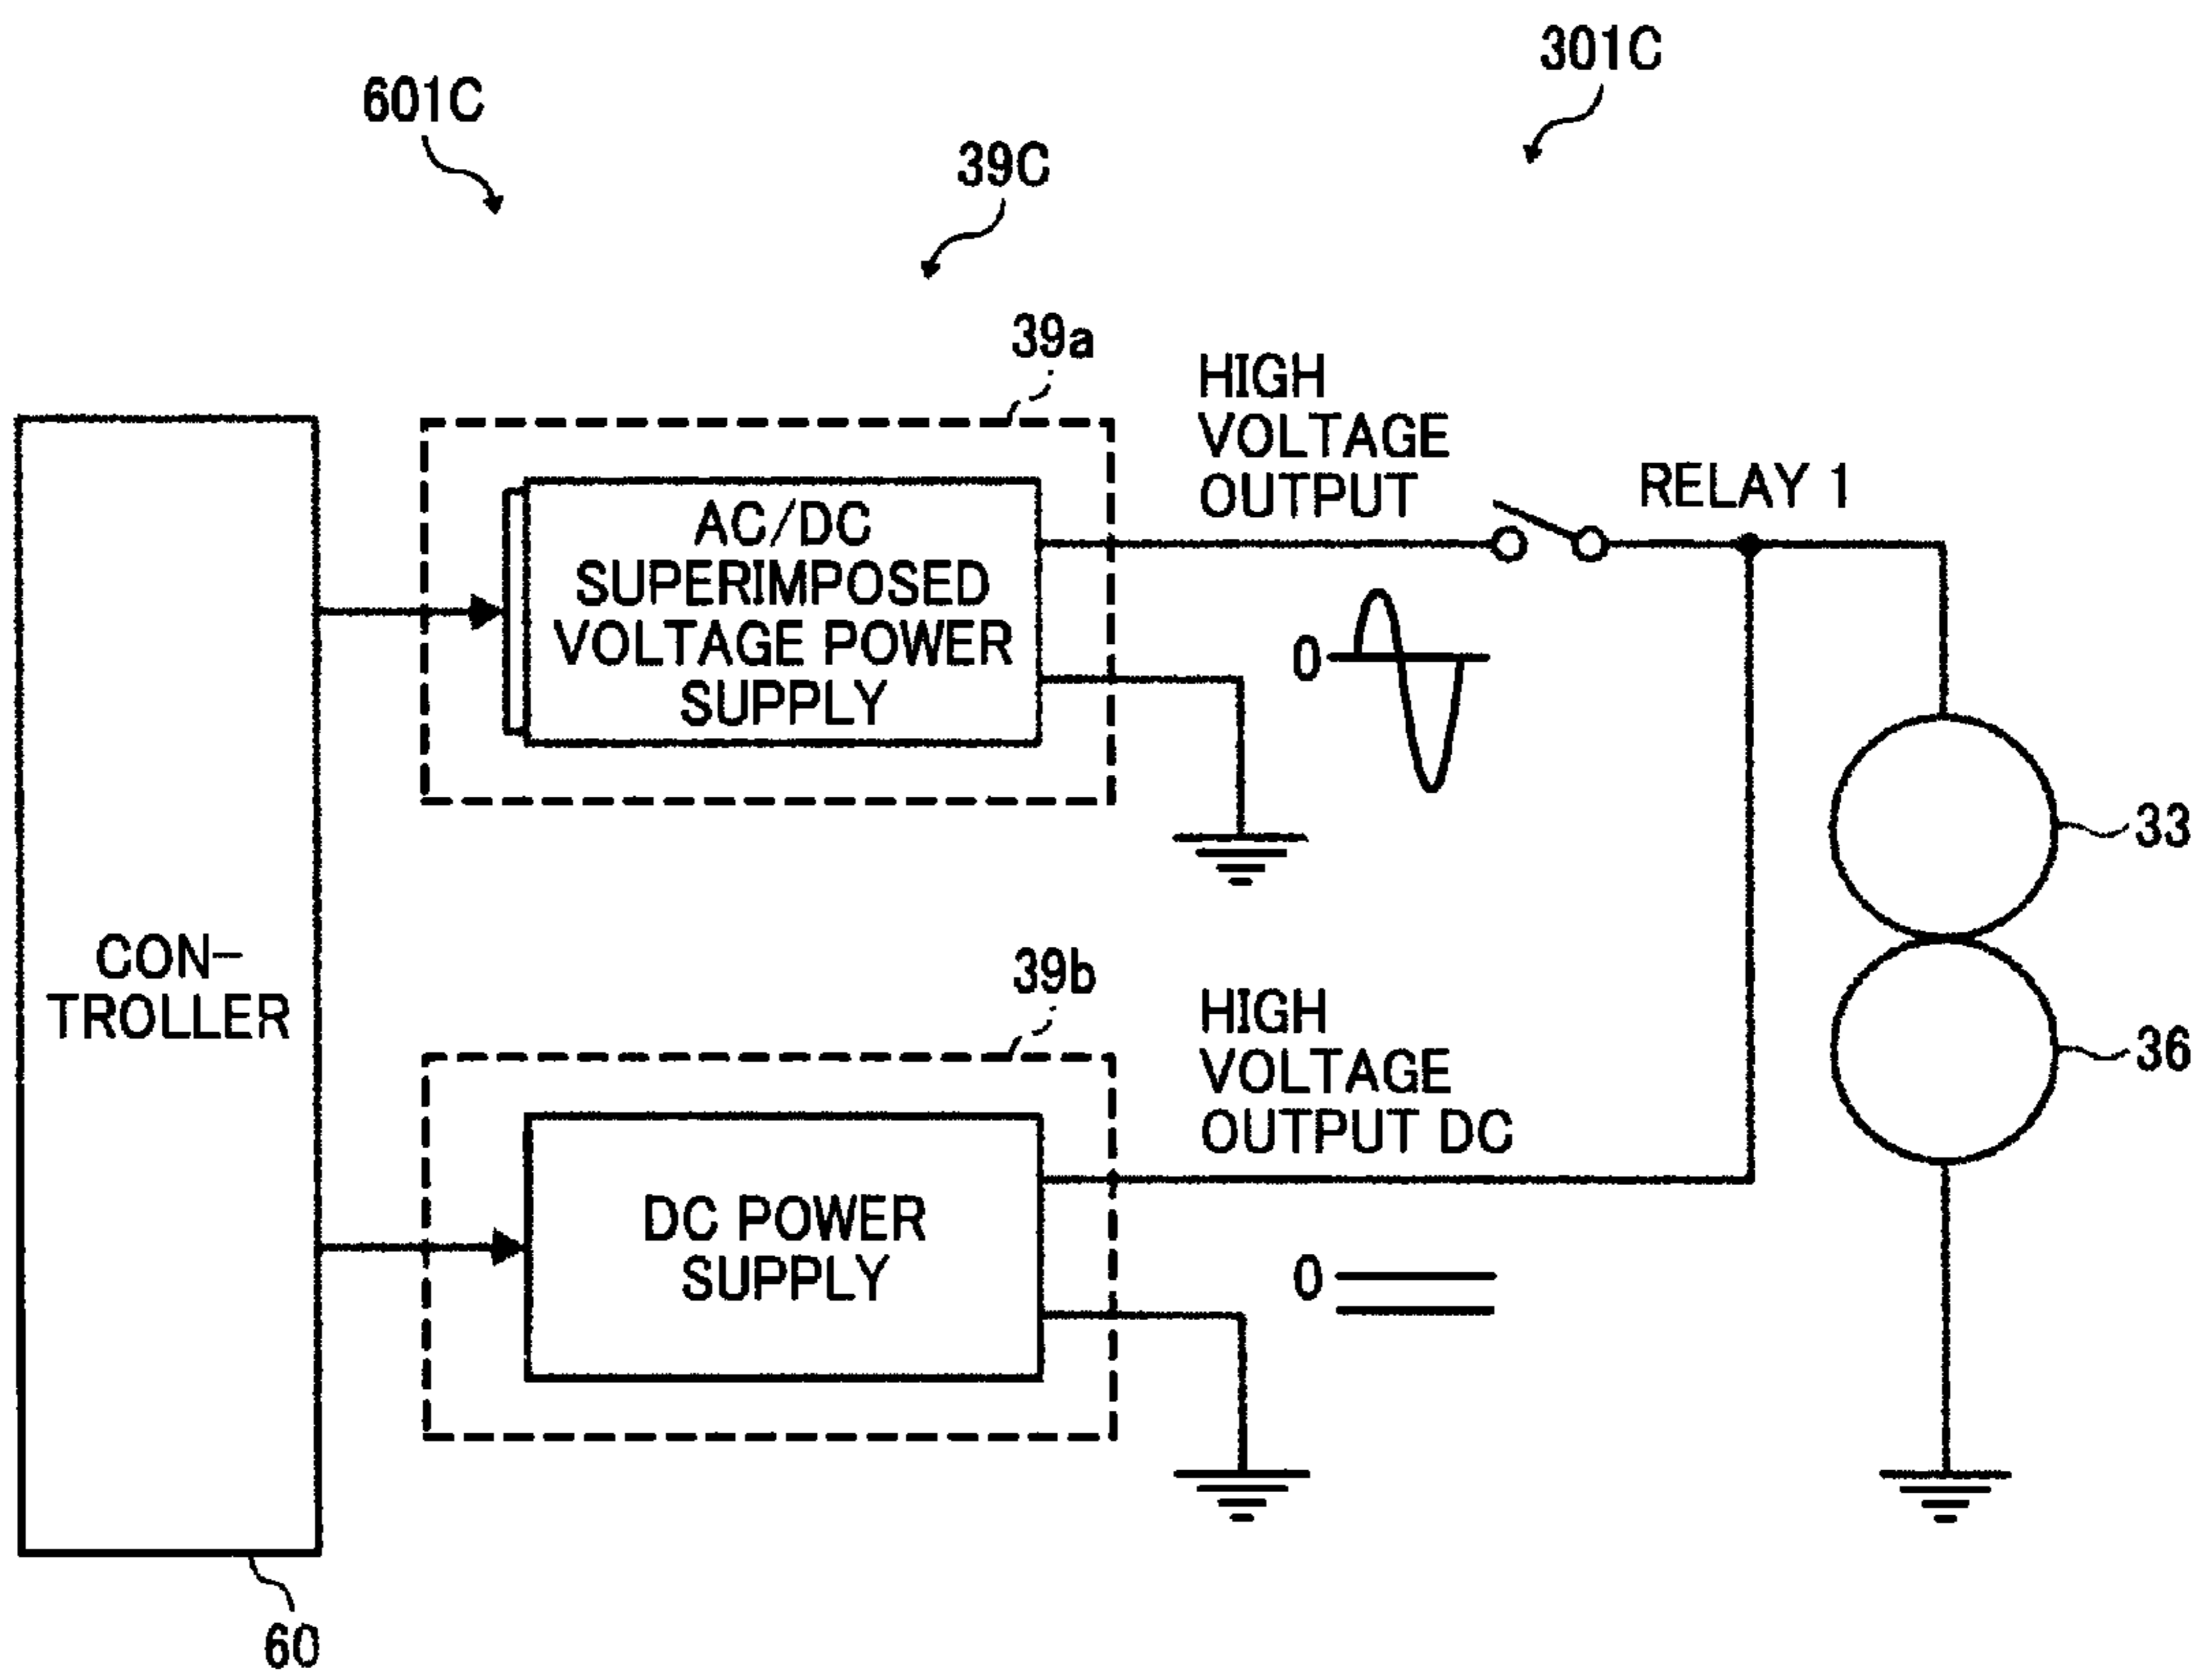 301C
601C
39C
39a
HIGH
VOLTAGE
OUTPUT
RELAY 1
AC/DC
SUPERIMPOSED
VOLTAGE POWER
SUPPLY
0
33
CON-
TROLLER
39b
HIGH
VOLTAGE
OUTPUT DC
36
DC POWER
SUPPLY
0
60